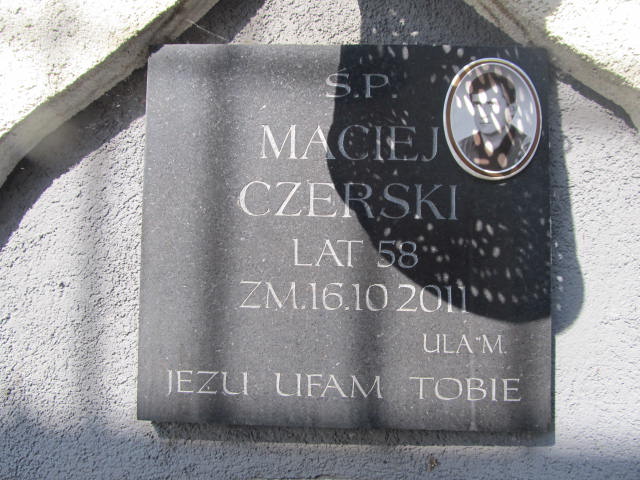 Ś.P.
MACIEJ
CZERSKI
LAT 58
ZM.16.10.2011
ULA M.
JEZU UFAM TOBIE